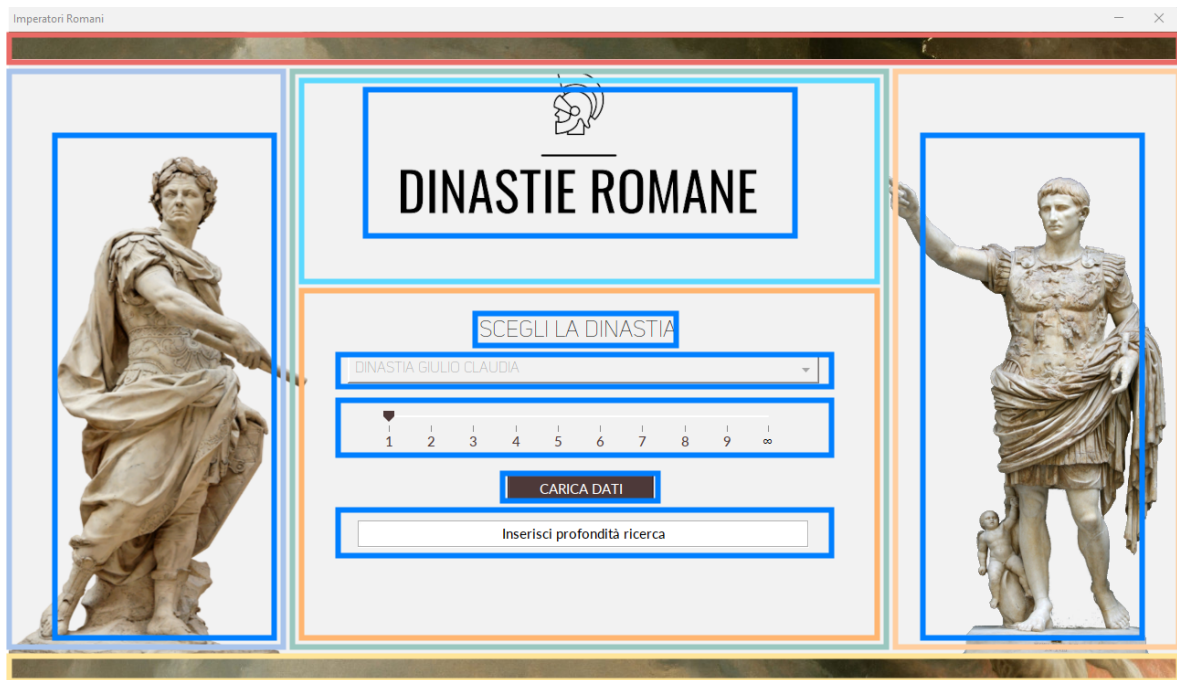 Imperatori Romani
DINASTIE ROMANE
SCEGLI LA DINASTIA
DINASTIA GIULIO CLAUDIA
1 2 3 4 5 6 7 8 9 ∞
CARICA DATI
Inserisci profondità ricerca